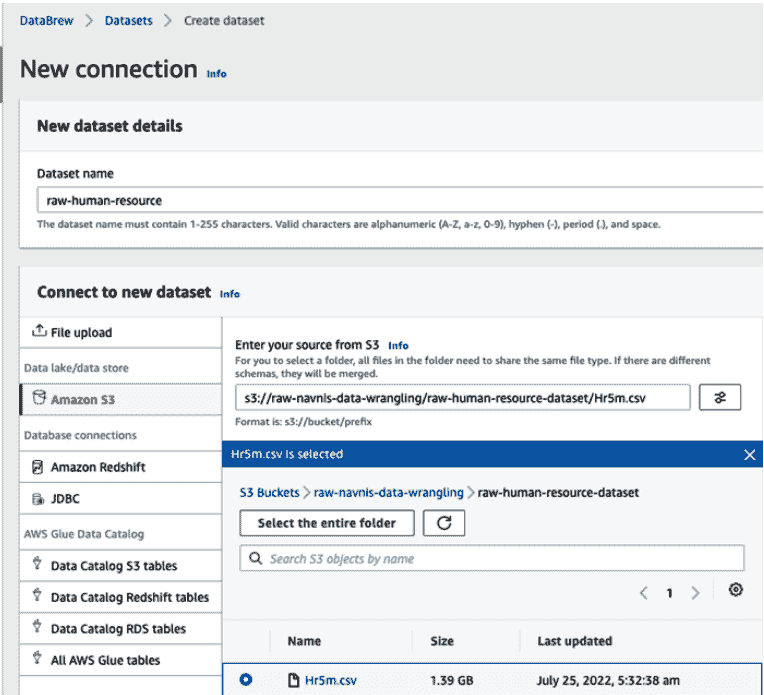 DataBrew > Datasets > Create dataset
New connection Info
New dataset details
Dataset name
raw-human-resource
The dataset name must contain 1-255 characters. Valid characters are alphanumeric (A-Z, a-z, 0-9), hyphen (-), period (.), and space.
Connect to new dataset Info
File upload
Data lake/data store
Amazon S3
Database connections
Amazon Redshift
JDBC
AWS Glue Data Catalog
Data Catalog S3 tables
Data Catalog Redshift tables
Data Catalog RDS tables
All AWS Glue tables
Enter your source from S3 Info
For you to select a folder, all files in the folder need to share the same file type. If there are different
schemas, they will be merged.
s3://raw-navnis-data-wrangling/raw-human-resource-dataset/Hr5m.csv
Format is: s3://bucket/prefix
Hr5m.csv is selected
S3 Buckets > raw-navnis-data-wrangling > raw-human-resource-dataset
Select the entire folder
Search S3 objects by name
< 1 >
Name Size Last updated
Hr5m.csv 1.39 GB July 25, 2022, 5:32:38 am